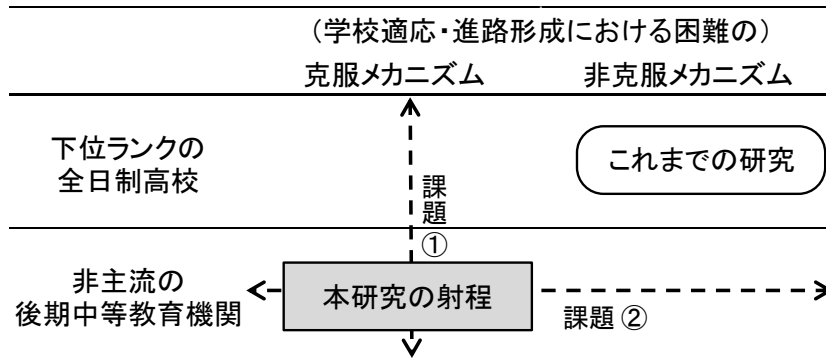 （学校適応・進路形成における困難の）
克服メカニズム　非克服メカニズム
下位ランクの
全日制高校
これまでの研究
課題
①
非主流の
後期中等教育機関
本研究の射程
課題②